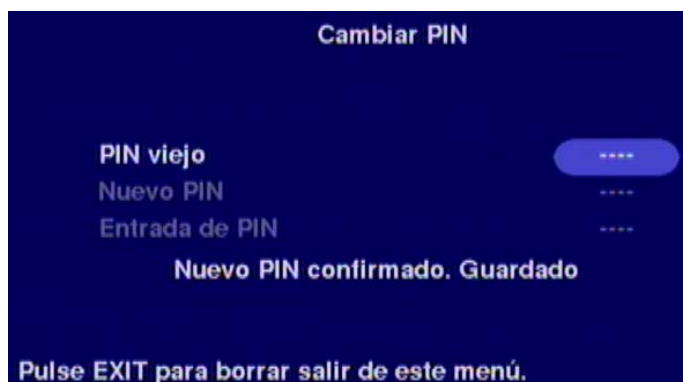 Cambiar PIN
PIN viejo ----
Nuevo PIN ----
Entrada de PIN ----
Nuevo PIN confirmado. Guardado
Pulse EXIT para borrar salir de este menú.